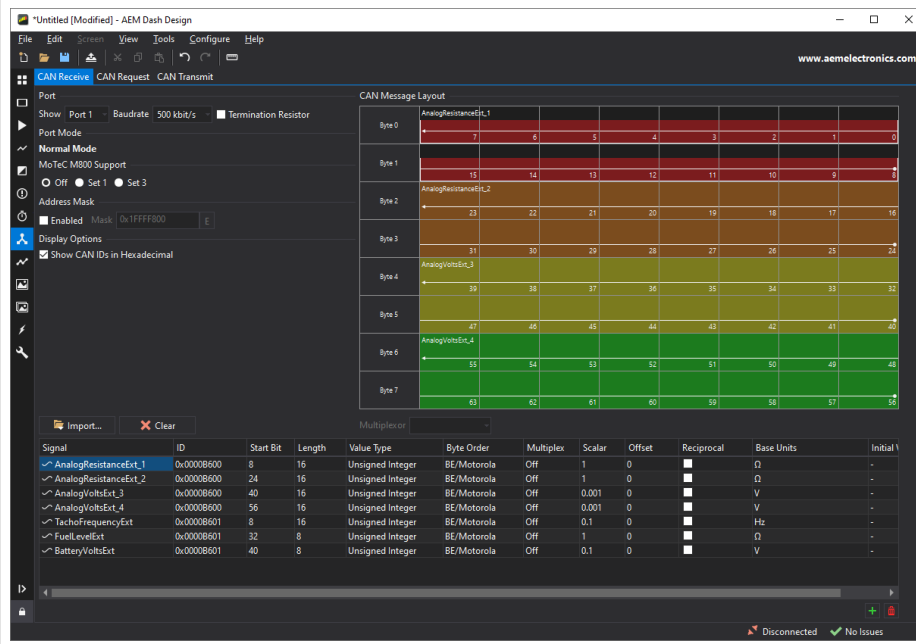 *Untitled [Modified] - AEM Dash Design
File Edit Screen View Tools Configure Help
www.aemelectronics.com
CAN Receive CAN Request CAN Transmit
Port
Show Port 1 Baudrate 500 kbit/s Termination Resistor
Port Mode
Normal Mode
MoTeC M800 Support
Off Set 1 Set 3
Address Mask
Enabled Mask 0x1FFFF800 E
Display Options
Show CAN IDs in Hexadecimal
CAN Message Layout
Byte 0 AnalogResistanceExt_1
7 6 5 4 3 2 1 0
Byte 1
15 14 13 12 11 10 9 8
Byte 2 AnalogResistanceExt_2
23 22 21 20 19 18 17 16
Byte 3
31 30 29 28 27 26 25 24
Byte 4 AnalogVoltsExt_3
39 38 37 36 35 34 33 32
Byte 5
47 46 45 44 43 42 41 40
Byte 6 AnalogVoltsExt_4
55 54 53 52 51 50 49 48
Byte 7
63 62 61 60 59 58 57 56
Import... Clear Multiplexor
Signal ID Start Bit Length Value Type Byte Order Multiplex Scalar Offset Reciprocal Base Units Initial V
AnalogResistanceExt_1 0x0000B600 8 16 Unsigned Integer BE/Motorola Off 1 0 Ω -
AnalogResistanceExt_2 0x0000B600 24 16 Unsigned Integer BE/Motorola Off 1 0 Ω -
AnalogVoltsExt_3 0x0000B600 40 16 Unsigned Integer BE/Motorola Off 0.001 0 V -
AnalogVoltsExt_4 0x0000B600 56 16 Unsigned Integer BE/Motorola Off 0.001 0 V -
TachoFrequencyExt 0x0000B601 8 16 Unsigned Integer BE/Motorola Off 0.1 0 Hz -
FuelLevelExt 0x0000B601 32 8 Unsigned Integer BE/Motorola Off 1 0 Ω -
BatteryVoltsExt 0x0000B601 40 8 Unsigned Integer BE/Motorola Off 0.1 0 V -
Disconnected No Issues